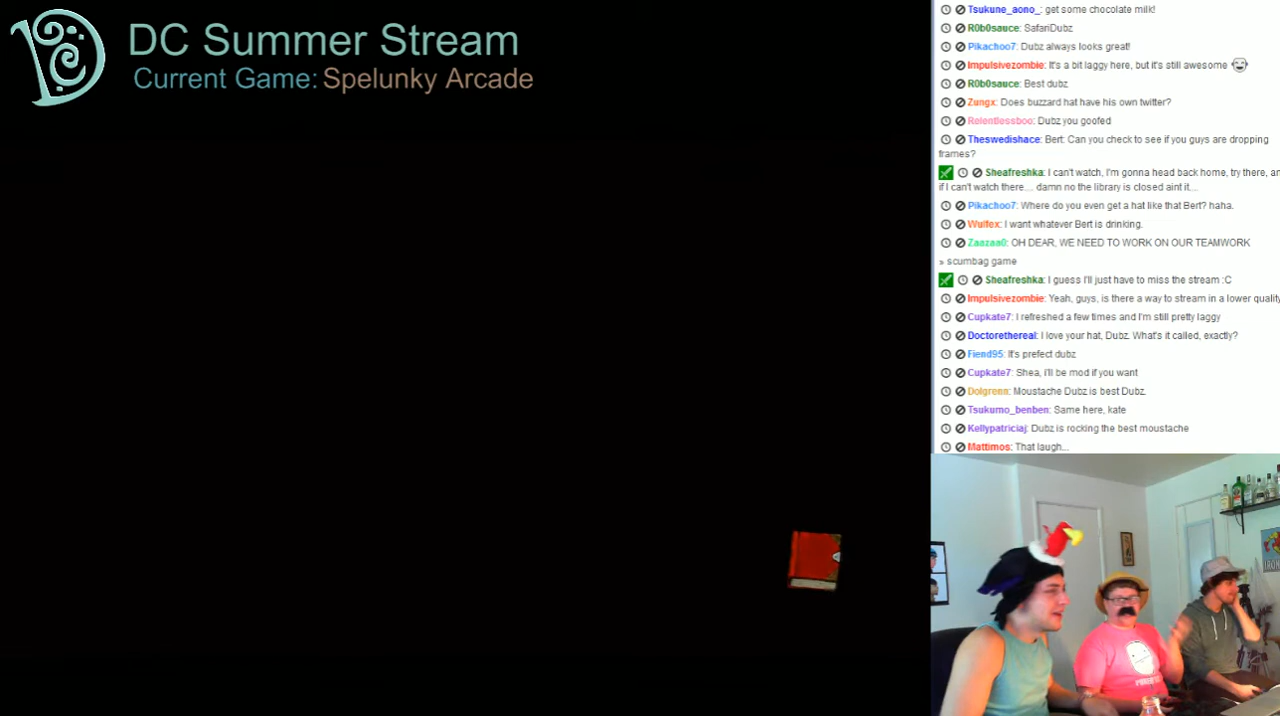 DC Summer Stream
Current Game: Spelunky Arcade
Tsukune_aono_: get some chocolate milk!
R0b0sauce: SafariDubz
Pikachoo7: Dubz always looks great!
Impulsivezombie: It's a bit laggy here, but it's still awesome
R0b0sauce: Best dubz
Zungx: Does buzzard hat have his own twitter?
Relentlessboo: Dubz you goofed
Theswedishace: Bert: Can you check to see if you guys are dropping
frames?
Sheafreshka: I can't watch, I'm gonna head back home, try there, an
if I can't watch there.... damn no the library is closed aint it...
Pikachoo7: Where do you even get a hat like that Bert? haha.
Wulfex: I want whatever Bert is drinking.
Zaazaa0: OH DEAR, WE NEED TO WORK ON OUR TEAMWORK
» scumbag game
Sheafreshka: I guess I'll just have to miss the stream :C
Impulsivezombie: Yeah, guys, is there a way to stream in a lower quality
Cupkate7: I refreshed a few times and I'm still pretty laggy
Doctorethereal: I love your hat, Dubz. What's it called, exactly?
Fiend95: It's prefect dubz
Cupkate7: Shea, i'll be mod if you want
Dolgrenn: Moustache Dubz is best Dubz.
Tsukumo_benben: Same here, kate
Kellypatriciaj: Dubz is rocking the best moustache
Mattimos: That laugh...
IRON